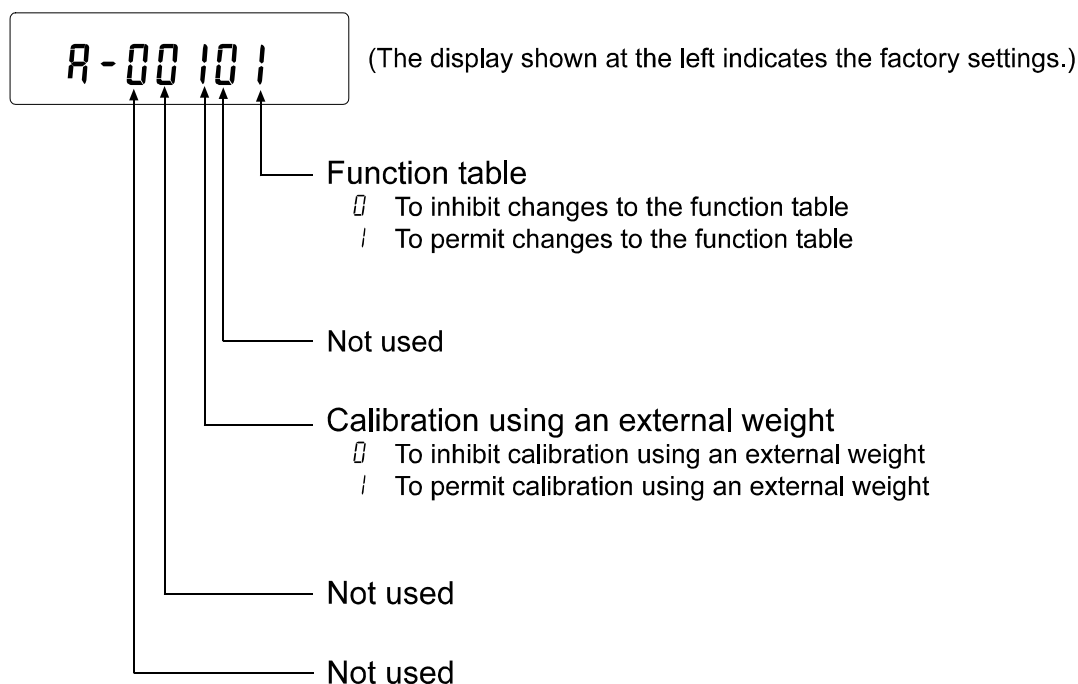 A-00101
(The display shown at the left indicates the factory settings.)
Function table
0 To inhibit changes to the function table
1 To permit changes to the function table
Not used
Calibration using an external weight
0 To inhibit calibration using an external weight
1 To permit calibration using an external weight
Not used
Not used